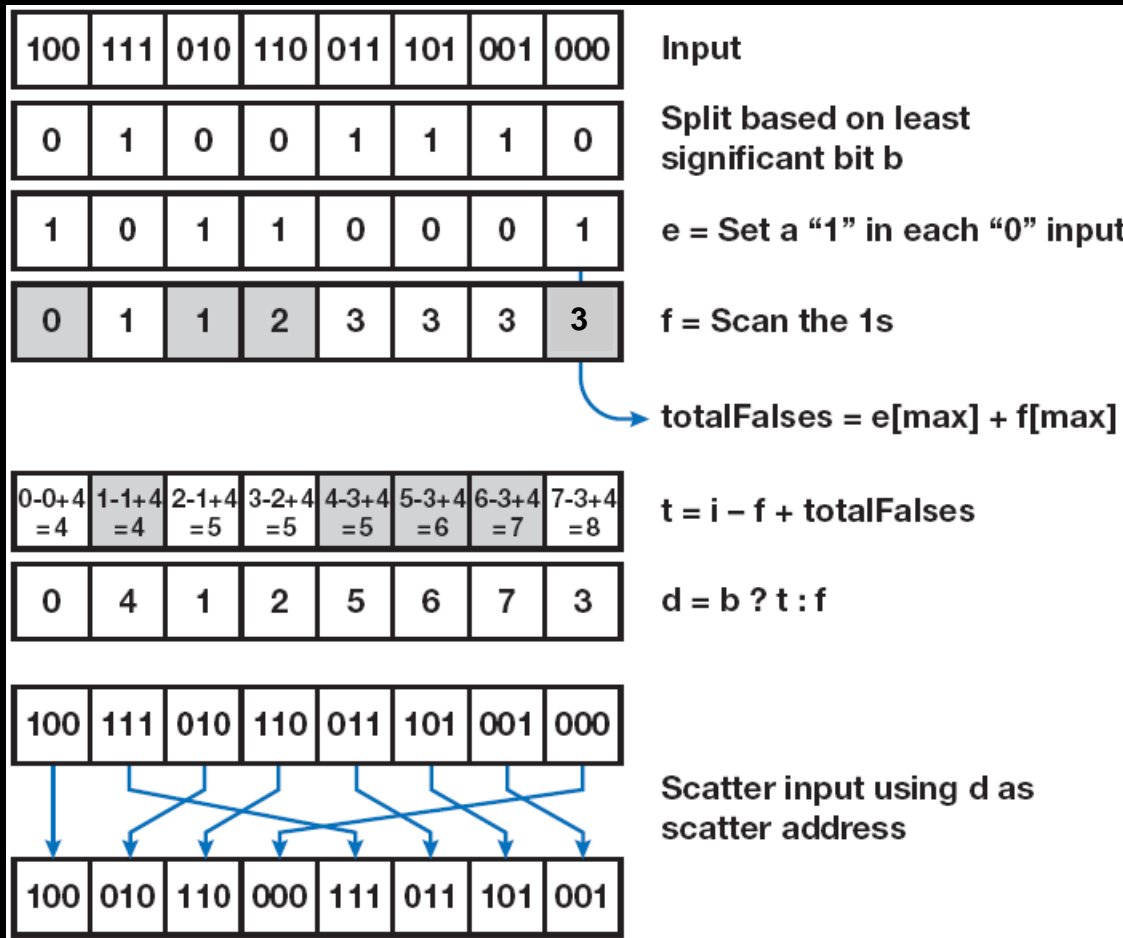 100 111 010 110 011 101 001 000 Input
0 1 0 0 1 1 1 0 Split based on least
significant bit b
1 0 1 1 0 0 0 1 e = Set a “1” in each “0” input
0 1 1 2 3 3 3 3 f = Scan the 1s
totalFalses = e[max] + f[max]
0-0+4 1-1+4 2-1+4 3-2+4 4-3+4 5-3+4 6-3+4 7-3+4 t = i – f + totalFalses
=4 =4 =5 =5 =5 =6 =7 =8
0 4 1 2 5 6 7 3 d = b ? t : f
100 111 010 110 011 101 001 000
Scatter input using d as
scatter address
100 010 110 000 111 011 101 001